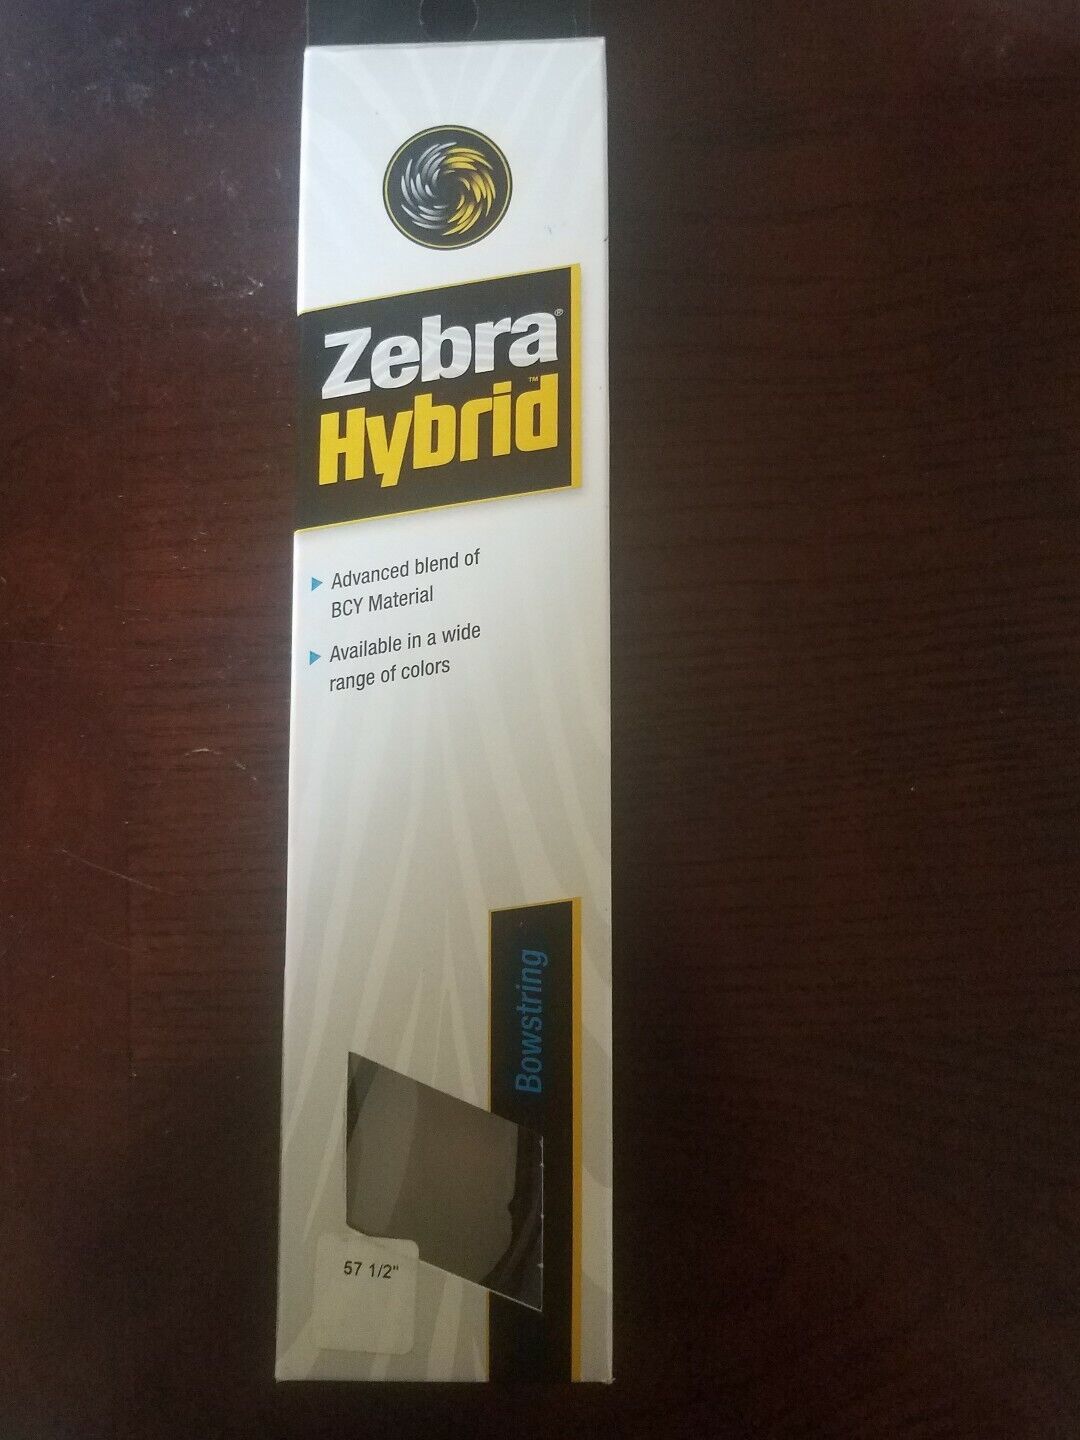 Zebra®
Hybrid™
Advanced blend of
BCY Material
Available in a wide
range of colors
Bowstring
57 1/2"